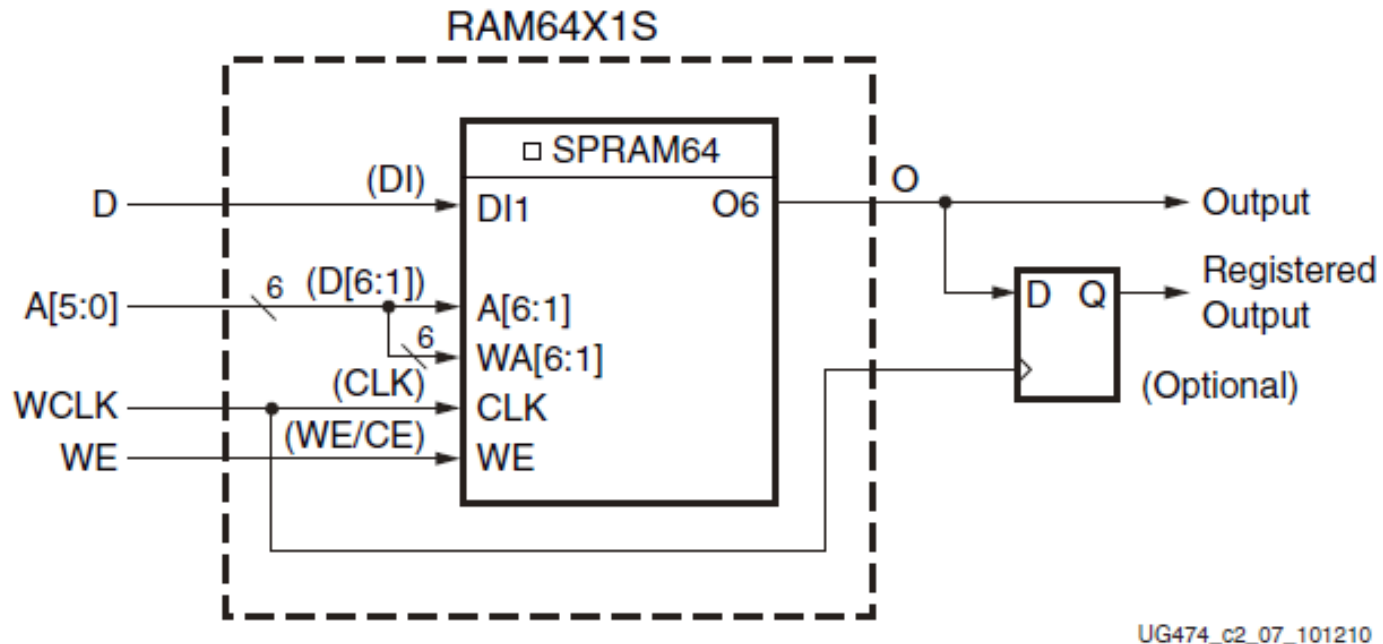 RAM64X1S
□ SPRAM64
D
(DI)
DI1
O6
O
Output
A[5:0]
6
(D[6:1])
A[6:1]
6
WA[6:1]
D Q
Registered
Output
(Optional)
WCLK
(CLK)
CLK
WE
(WE/CE)
WE
UG474_c2_07_101210